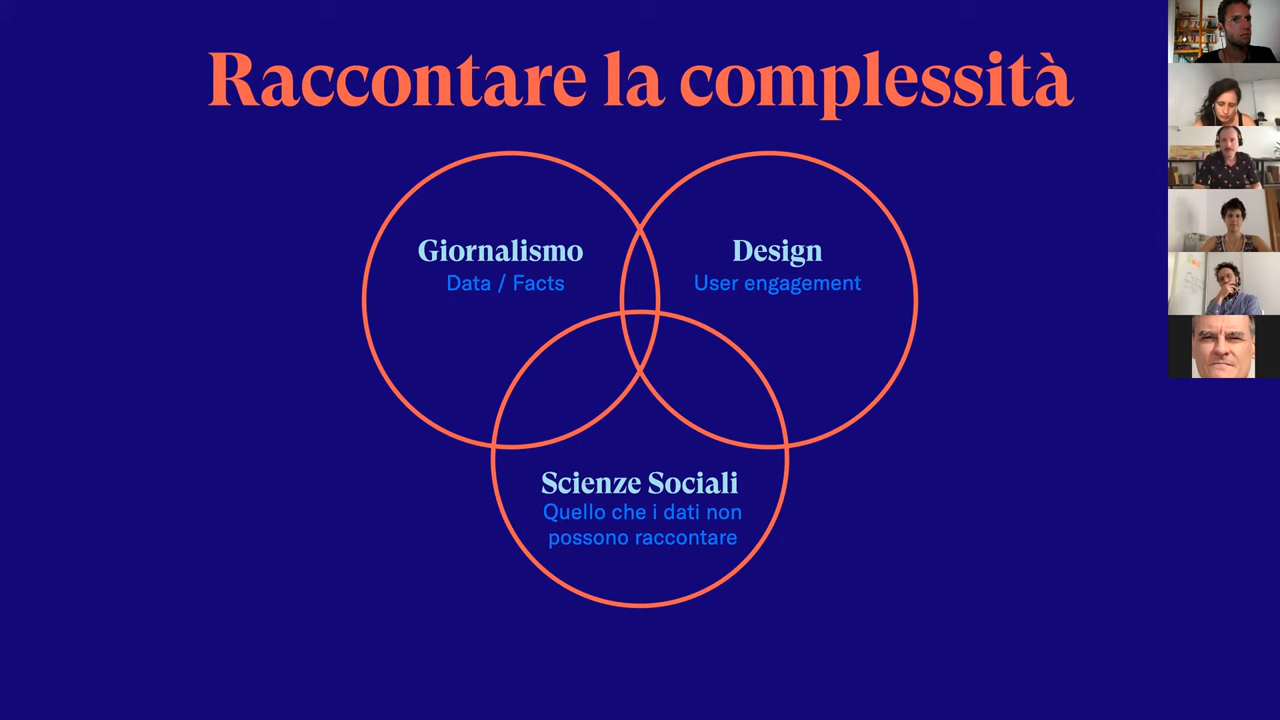 Raccontare la complessità
Giornalismo
Data / Facts
Design
User engagement
Scienze Sociali
Quello che i dati non
possono raccontare